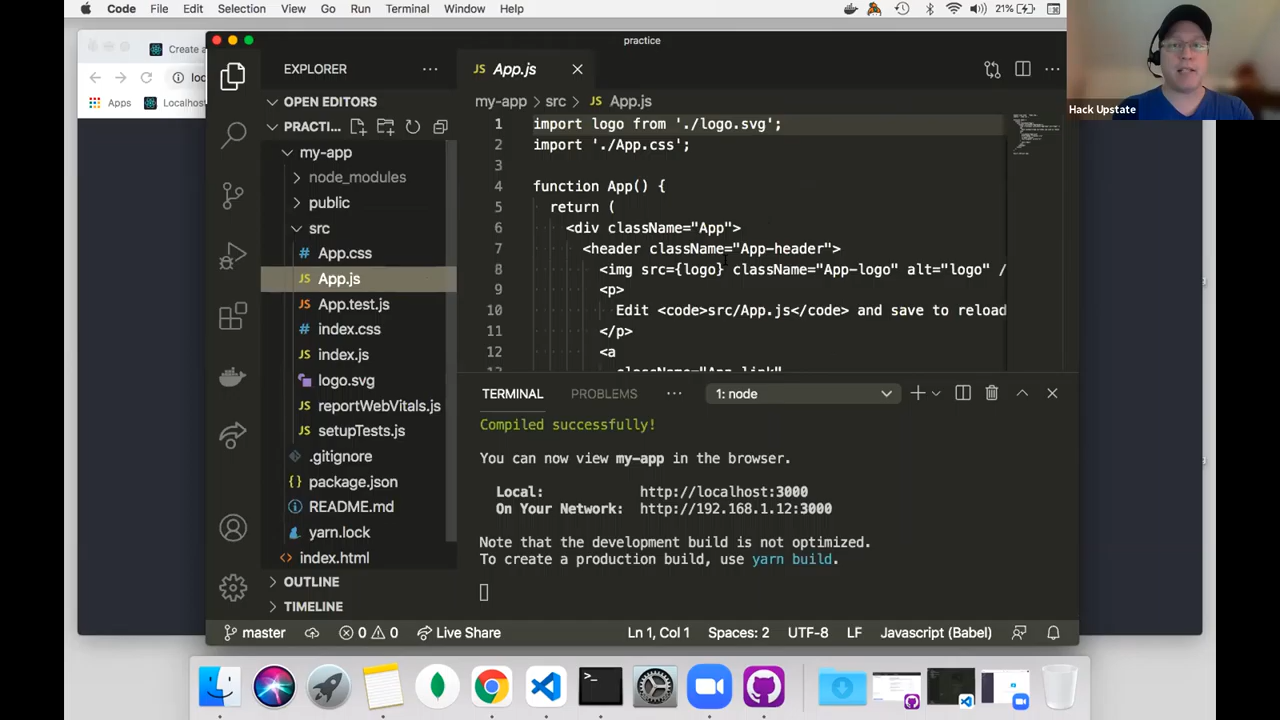 Code File Edit Selection View Go Run Terminal Window Help 21%
practice
Create a
loc
Apps Localhost
Hack Upstate
EXPLORER
OPEN EDITORS
PRACTI...
my-app
node_modules
public
src
App.css
App.js
App.test.js
index.css
index.js
logo.svg
reportWebVitals.js
setupTests.js
.gitignore
package.json
README.md
yarn.lock
index.html
OUTLINE
TIMELINE
JS App.js
my-app > src > JS App.js
1 import logo from './logo.svg';
2 import './App.css';
3
4 function App() {
5 return (
6 <div className="App">
7 <header className="App-header">
8 <img src={logo} className="App-logo" alt="logo" /
9 <p>
10 Edit <code>src/App.js</code> and save to reload
11 </p>
12 <a
className="App-link"
TERMINAL PROBLEMS ... 1: node
Compiled successfully!
You can now view my-app in the browser.
Local: http://localhost:3000
On Your Network: http://192.168.1.12:3000
Note that the development build is not optimized.
To create a production build, use yarn build.
master 0 0 Live Share Ln 1, Col 1 Spaces: 2 UTF-8 LF Javascript (Babel)